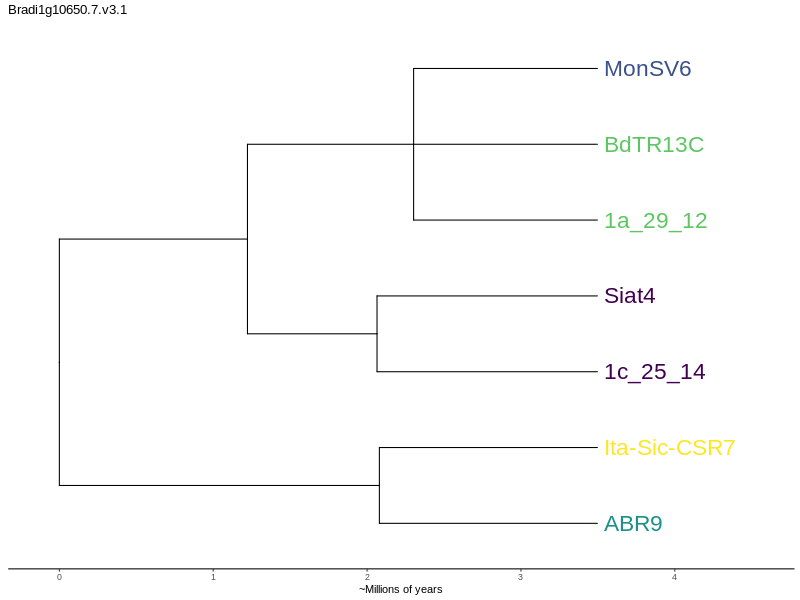 Bradi1g10650.7.v3.1
MonSV6
BdTR13C
1a_29_12
Siat4
1c_25_14
Ita-Sic-CSR7
ABR9
0 1 2 3 4
~Millions of years